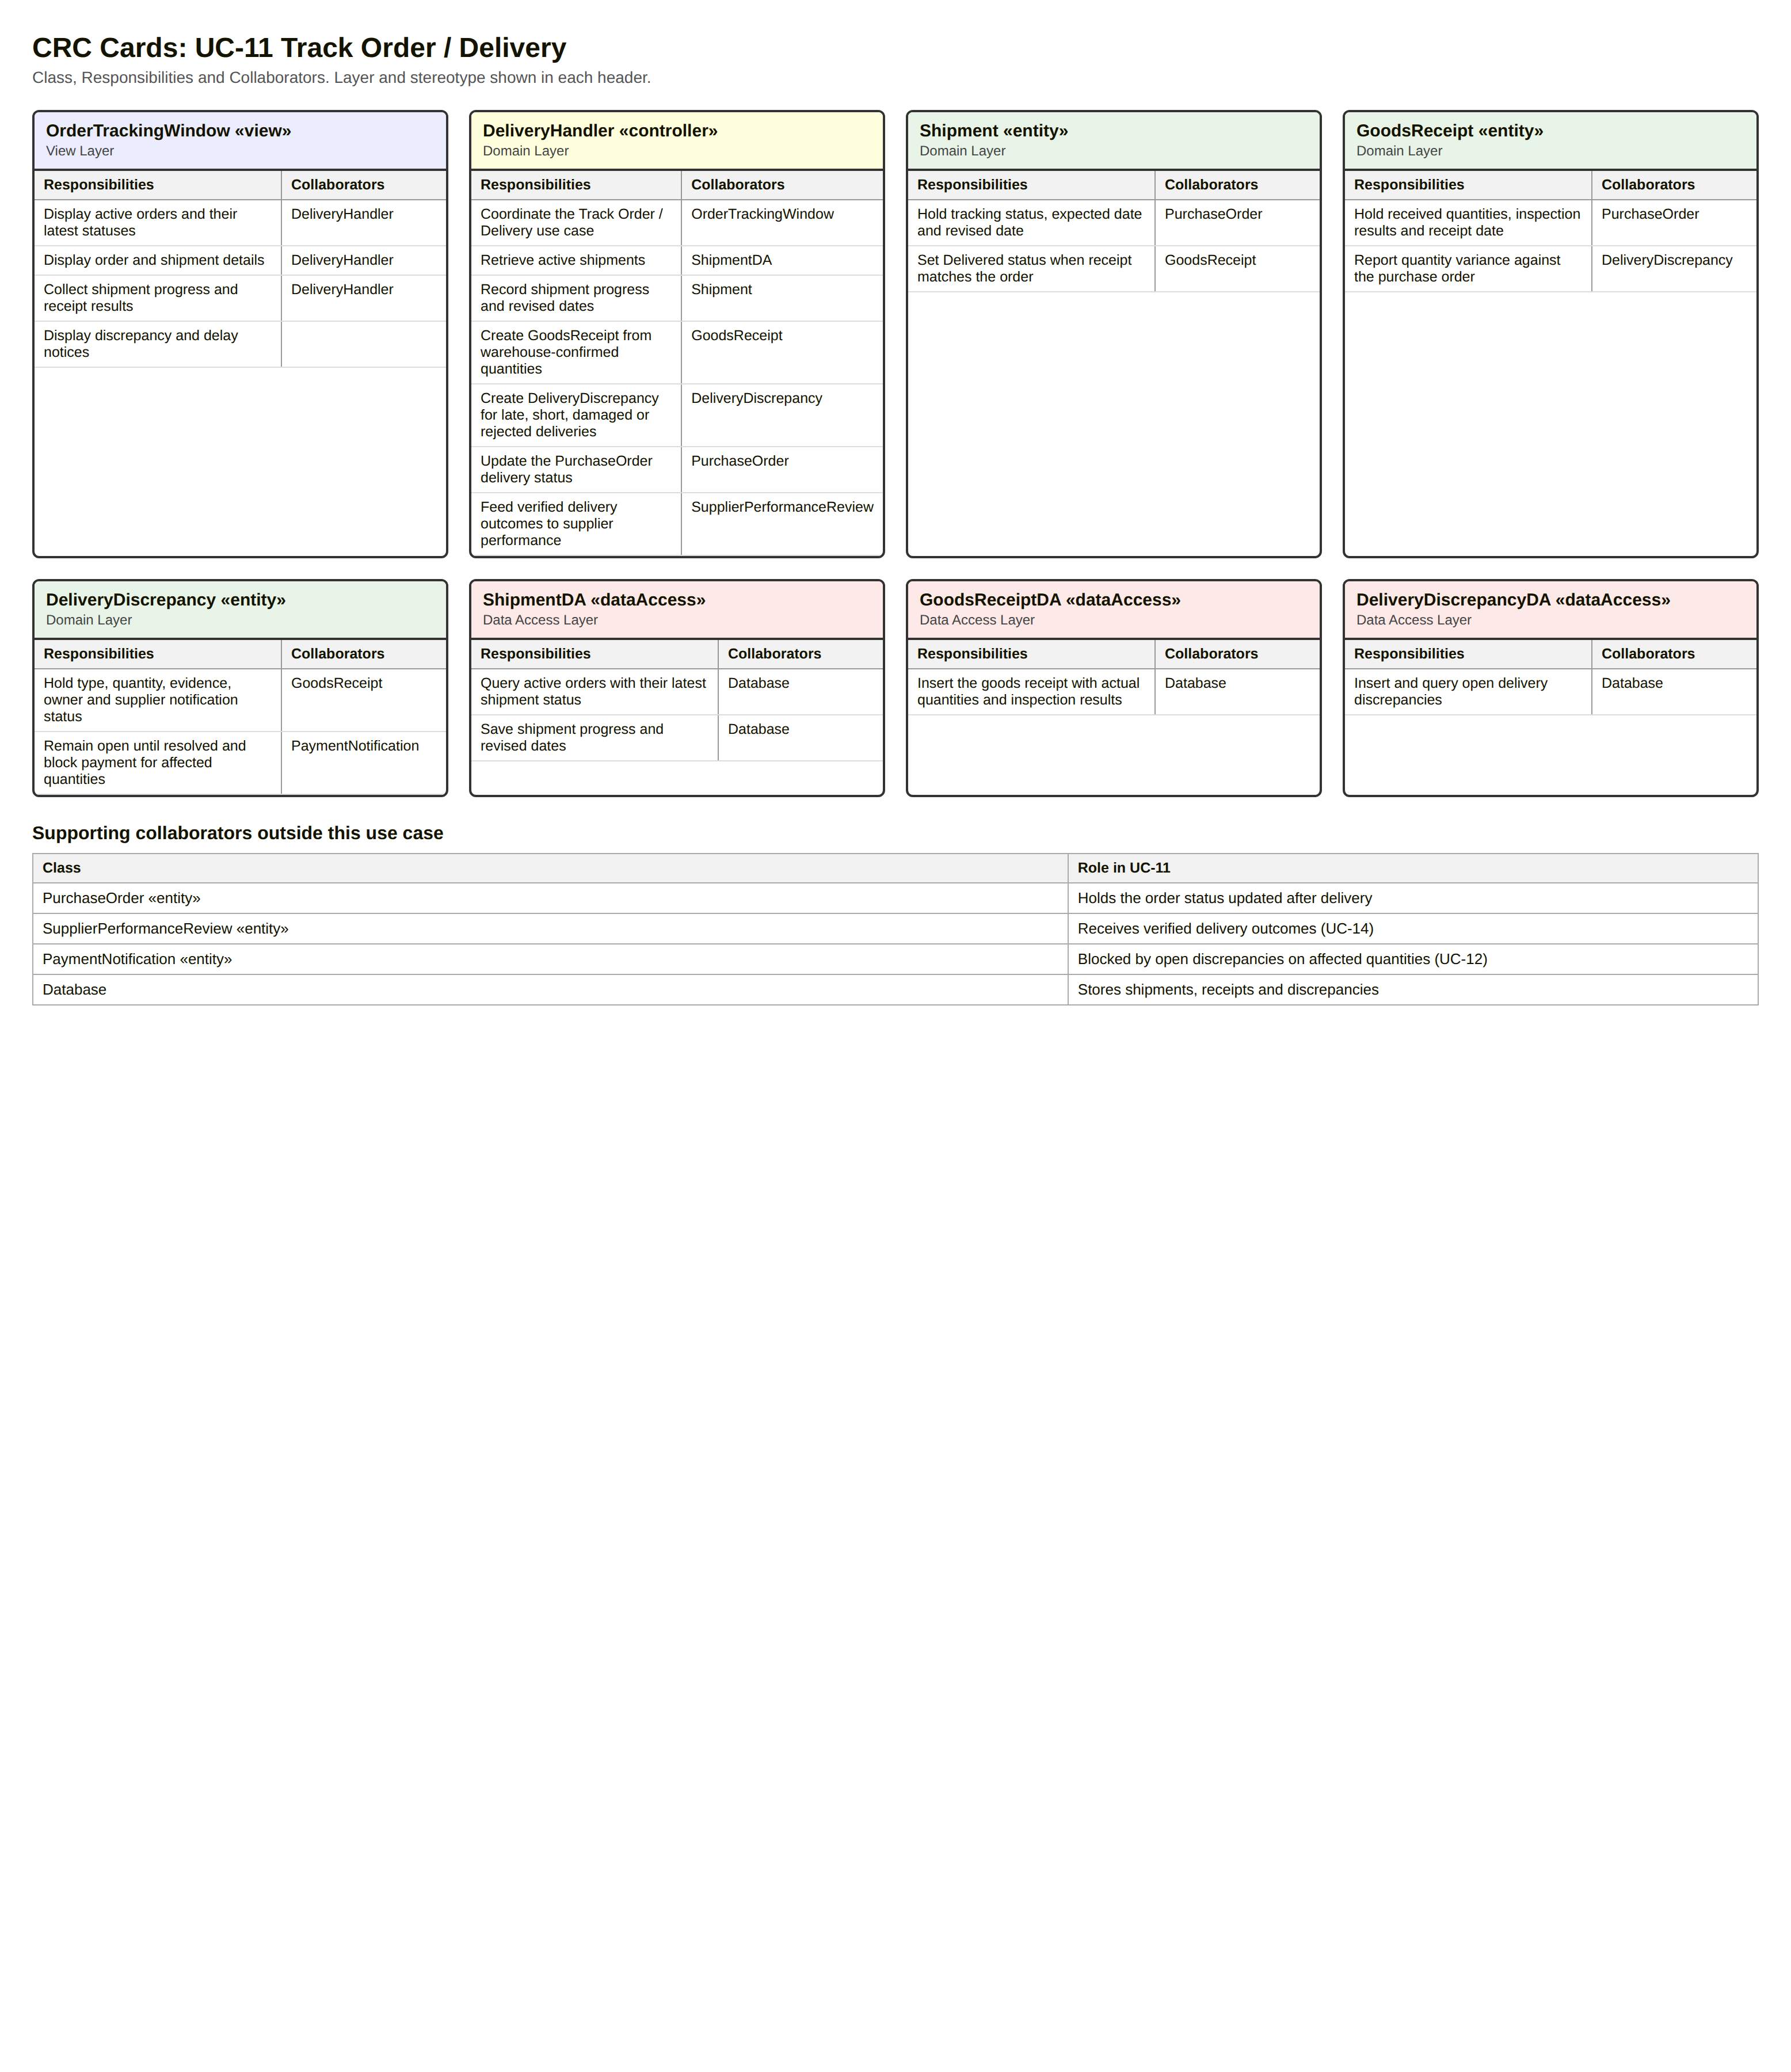 CRC Cards: UC-11 Track Order / Delivery
Class, Responsibilities and Collaborators. Layer and stereotype shown in each header.
OrderTrackingWindow «view»
View Layer
Responsibilities
Collaborators
Display active orders and their
latest statuses
DeliveryHandler
Display order and shipment details
DeliveryHandler
Collect shipment progress and
receipt results
DeliveryHandler
Display discrepancy and delay
notices
DeliveryHandler «controller»
Domain Layer
Responsibilities
Collaborators
Coordinate the Track Order /
Delivery use case
OrderTrackingWindow
Retrieve active shipments
ShipmentDA
Record shipment progress
and revised dates
Shipment
Create GoodsReceipt from
warehouse-confirmed
quantities
GoodsReceipt
Create DeliveryDiscrepancy
for late, short, damaged or
rejected deliveries
DeliveryDiscrepancy
Update the PurchaseOrder
delivery status
PurchaseOrder
Feed verified delivery
outcomes to supplier
performance
SupplierPerformanceReview
Shipment «entity»
Domain Layer
Responsibilities
Collaborators
Hold tracking status, expected date
and revised date
PurchaseOrder
Set Delivered status when receipt
matches the order
GoodsReceipt
GoodsReceipt «entity»
Domain Layer
Responsibilities
Collaborators
Hold received quantities, inspection
results and receipt date
PurchaseOrder
Report quantity variance against
the purchase order
DeliveryDiscrepancy
DeliveryDiscrepancy «entity»
Domain Layer
Responsibilities
Collaborators
Hold type, quantity, evidence,
owner and supplier notification
status
GoodsReceipt
Remain open until resolved and
block payment for affected
quantities
PaymentNotification
ShipmentDA «dataAccess»
Data Access Layer
Responsibilities
Collaborators
Query active orders with their latest
shipment status
Database
Save shipment progress and
revised dates
Database
GoodsReceiptDA «dataAccess»
Data Access Layer
Responsibilities
Collaborators
Insert the goods receipt with actual
quantities and inspection results
Database
DeliveryDiscrepancyDA «dataAccess»
Data Access Layer
Responsibilities
Collaborators
Insert and query open delivery
discrepancies
Database
Supporting collaborators outside this use case
Class
Role in UC-11
PurchaseOrder «entity»
Holds the order status updated after delivery
SupplierPerformanceReview «entity»
Receives verified delivery outcomes (UC-14)
PaymentNotification «entity»
Blocked by open discrepancies on affected quantities (UC-12)
Database
Stores shipments, receipts and discrepancies